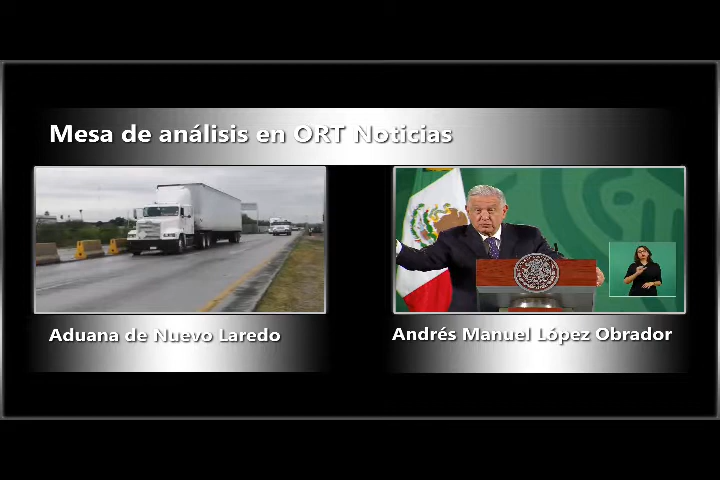 Mesa de análisis en ORT Noticias
Aduana de Nuevo Laredo
Andrés Manuel López Obrador